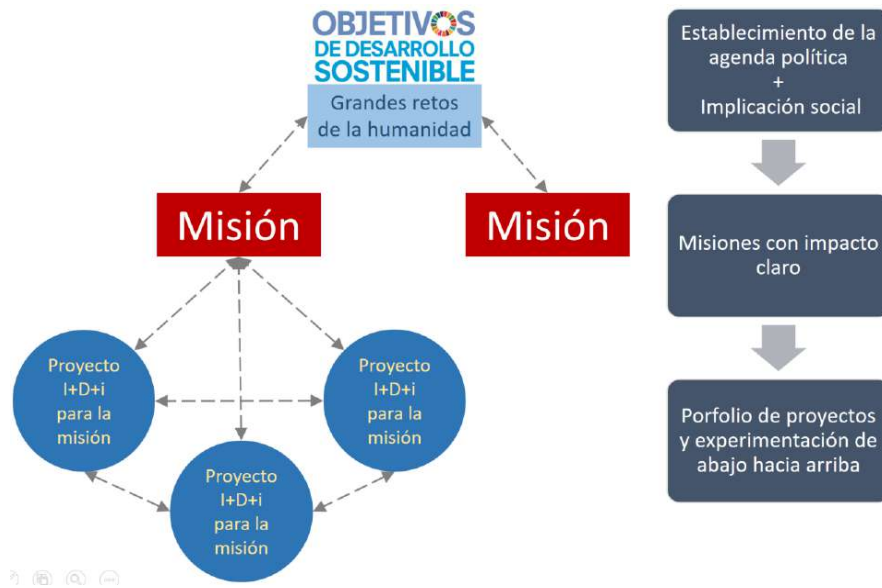 OBJETIVOS
DE DESARROLLO
SOSTENIBLE
Grandes retos
de la humanidad
Misión
Misión
Proyecto
I+D+i
para la
misión
Proyecto
I+D+i
para la
misión
Proyecto
I+D+i
para la
misión
Establecimiento de la
agenda política
+
Implicación social
Misiones con impacto
claro
Porfolio de proyectos
y experimentación de
abajo hacia arriba